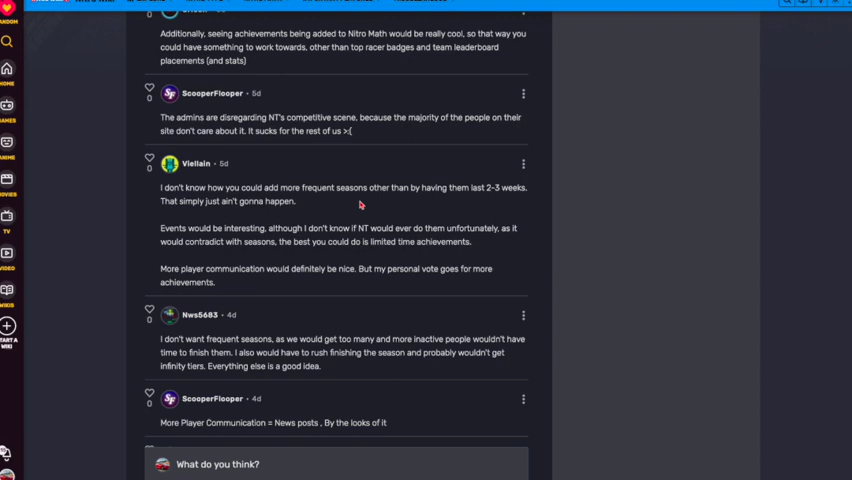 Additionally, seeing achievements being added to Nitro Math would be really cool, so that way you
could have something to work towards, other than top racer badges and team leaderboard
placements (and stats)
0
SF ScooperFlooper • 5d
0
The admins are disregarding NT's competitive scene, because the majority of the people on their
site don't care about it. It sucks for the rest of us >:(
Viellain • 5d
0
I don't know how you could add more frequent seasons other than by having them last 2-3 weeks.
That simply just ain't gonna happen.
Events would be interesting, although I don't know if NT would ever do them unfortunately, as it
would contradict with seasons, the best you could do is limited time achievements.
More player communication would definitely be nice. But my personal vote goes for more
achievements.
Nws5683 • 4d
0
I don't want frequent seasons, as we would get too many and more inactive people wouldn't have
time to finish them. I also would have to rush finishing the season and probably wouldn't get
infinity tiers. Everything else is a good idea.
SF ScooperFlooper • 4d
0
More Player Communication = News posts , By the looks of it
What do you think?
HOME
GAMES
ANIME
MOVIES
TV
VIDEO
WIKIS
START A
WIKI